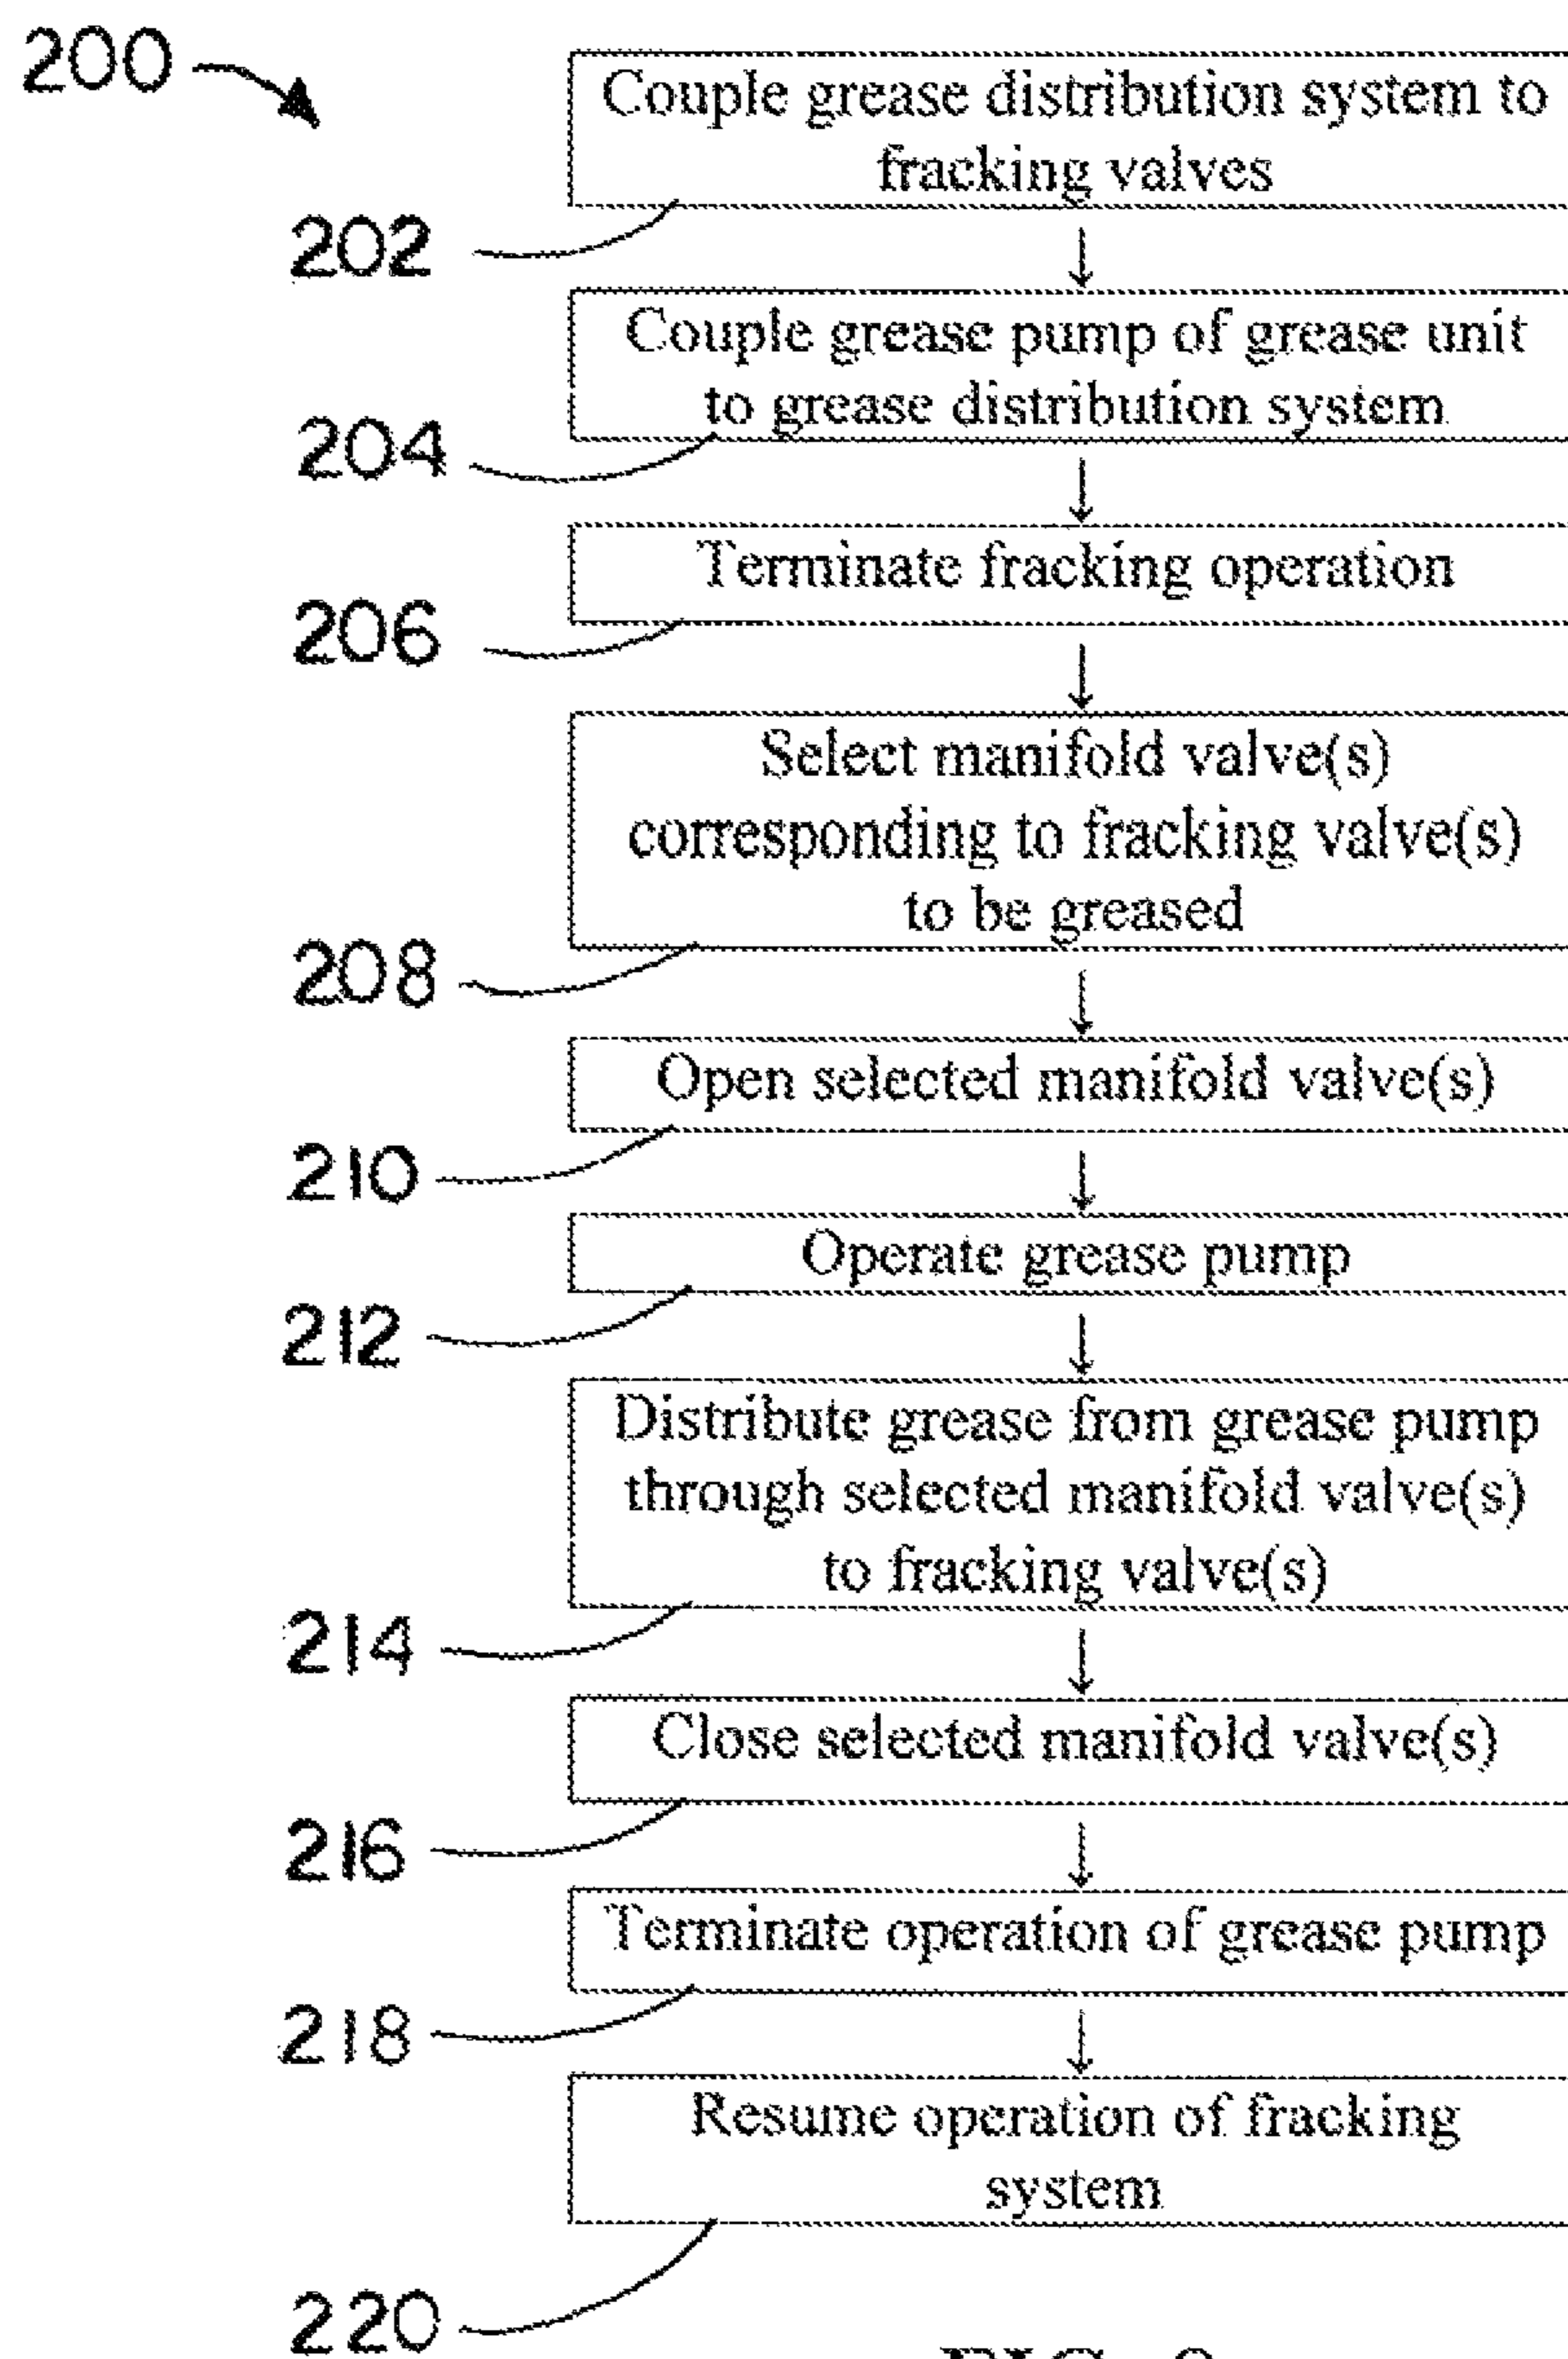 200
Couple grease distribution system to
fracking valves
202
Couple grease pump of grease unit
to grease distribution system
204
Terminate fracking operation
206
Select manifold valve(s)
corresponding to fracking valve(s)
to be greased
208
Open selected manifold valve(s)
210
Operate grease pump
212
Distribute grease from grease pump
through selected manifold valve(s)
to fracking valve(s)
214
Close selected manifold valve(s)
216
Terminate operation of grease pump
218
Resume operation of fracking
system
220